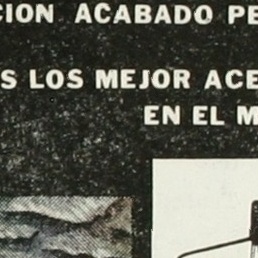 CION ACABADO PE
S LOS MEJOR ACE
EN EL M